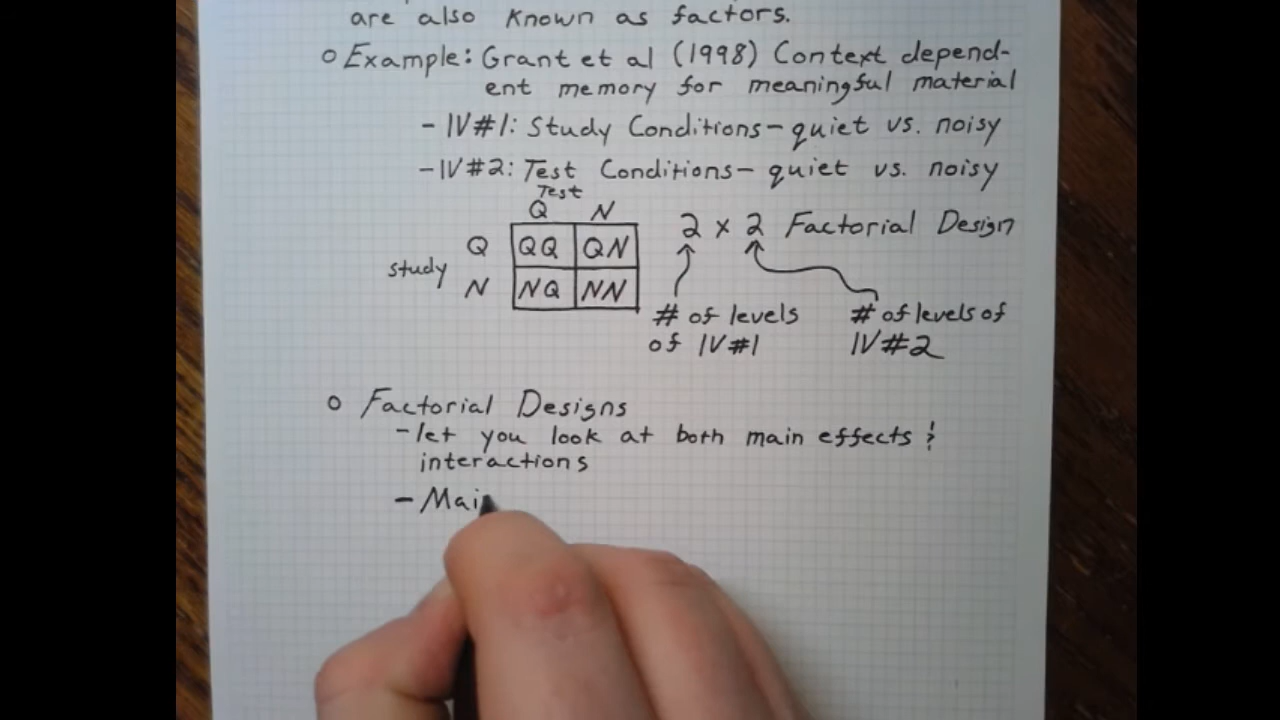 are also known as factors.
o Example: Grant et al (1998) Context depend-
ent memory for meaningful material
- IV#1: Study Conditions- quiet vs. noisy
- IV#2: Test Conditions- quiet vs. noisy
Test
Q N
Q QQ QN
study
N NQ NN
2 x 2 Factorial Design
# of levels
of IV#1
# of levels of
IV#2
o Factorial Designs
- let you look at both main effects &
interactions
- Mai